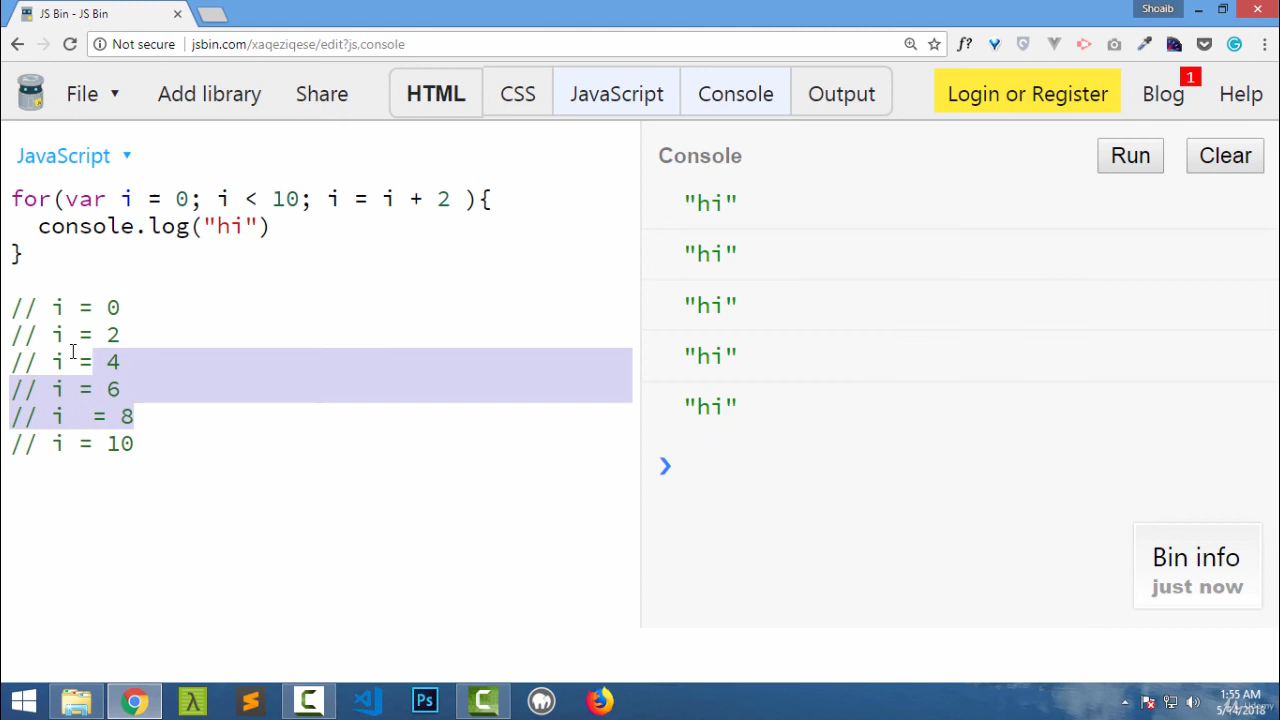 JS Bin - JS Bin
Shoaib
Not secure
jsbin.com/xaqeziqese/edit?js,console
f?
File
Add library
Share
HTML
CSS
JavaScript
Console
Output
Login or Register
Blog
1
Help
JavaScript
Console
Run
Clear
for(var i = 0; i < 10; i = i + 2 ){
console.log("hi")
}
// i = 0
// i = 2
// i = 4
// i = 6
// i  = 8
// i = 10
"hi"
"hi"
"hi"
"hi"
"hi"
Bin info
just now
λ
Ps
1:55 AM
5/14/2018
Udemy